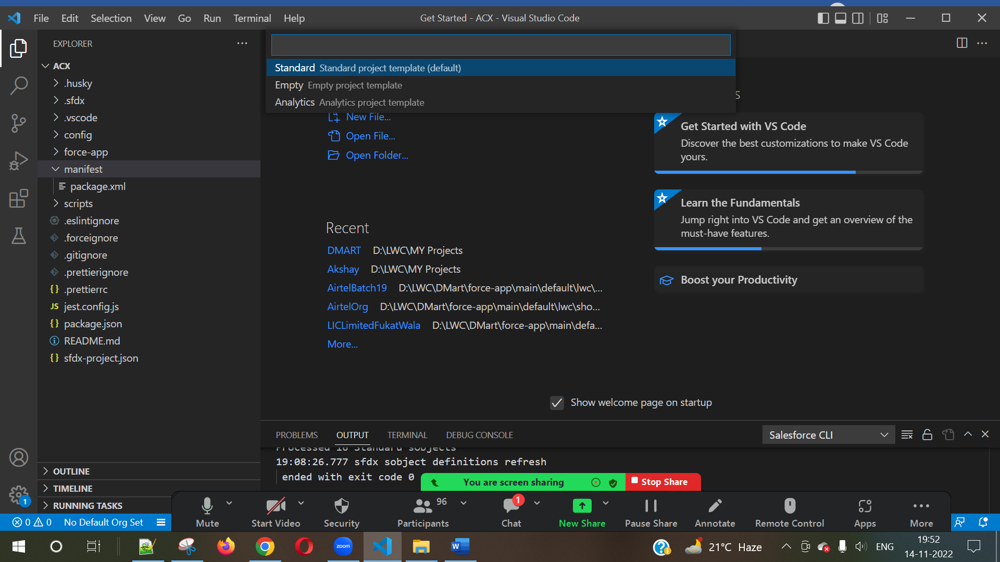 File Edit Selection View Go Run Terminal Help
Get Started - ACX - Visual Studio Code
EXPLORER
ACX
.husky
.sfdx
.vscode
config
force-app
manifest
package.xml
scripts
.eslintignore
.forceignore
.gitignore
.prettierignore
.prettierrc
JS jest.config.js
package.json
README.md
sfdx-project.json
OUTLINE
TIMELINE
RUNNING TASKS
Standard Standard project template (default)
Empty Empty project template
Analytics Analytics project template
New File...
Open File...
Open Folder...
Recent
DMART D:\LWC\MY Projects
Akshay D:\LWC\MY Projects
AirtelBatch19 D:\LWC\DMart\force-app\main\default\lwc\...
AirtelOrg D:\LWC\DMart\force-app\main\default\lwc\sho...
LICLimitedFukatWala D:\LWC\DMart\force-app\main\defa...
More...
s
Get Started with VS Code
Discover the best customizations to make VS Code
yours.
Learn the Fundamentals
Jump right into VS Code and get an overview of the
must-have features.
Boost your Productivity
Show welcome page on startup
PROBLEMS OUTPUT TERMINAL DEBUG CONSOLE
Salesforce CLI
Processed 16 Standard sobjects
19:08:26.777 sfdx sobject definitions refresh
ended with exit code 0
You are screen sharing
Stop Share
1
0 0 No Default Org Set
Mute
Start Video
Security
96
Participants
1
Chat
New Share
Pause Share
Annotate
Remote Control
Apps
More
zoom
W
21°C Haze
ENG
19:52
14-11-2022